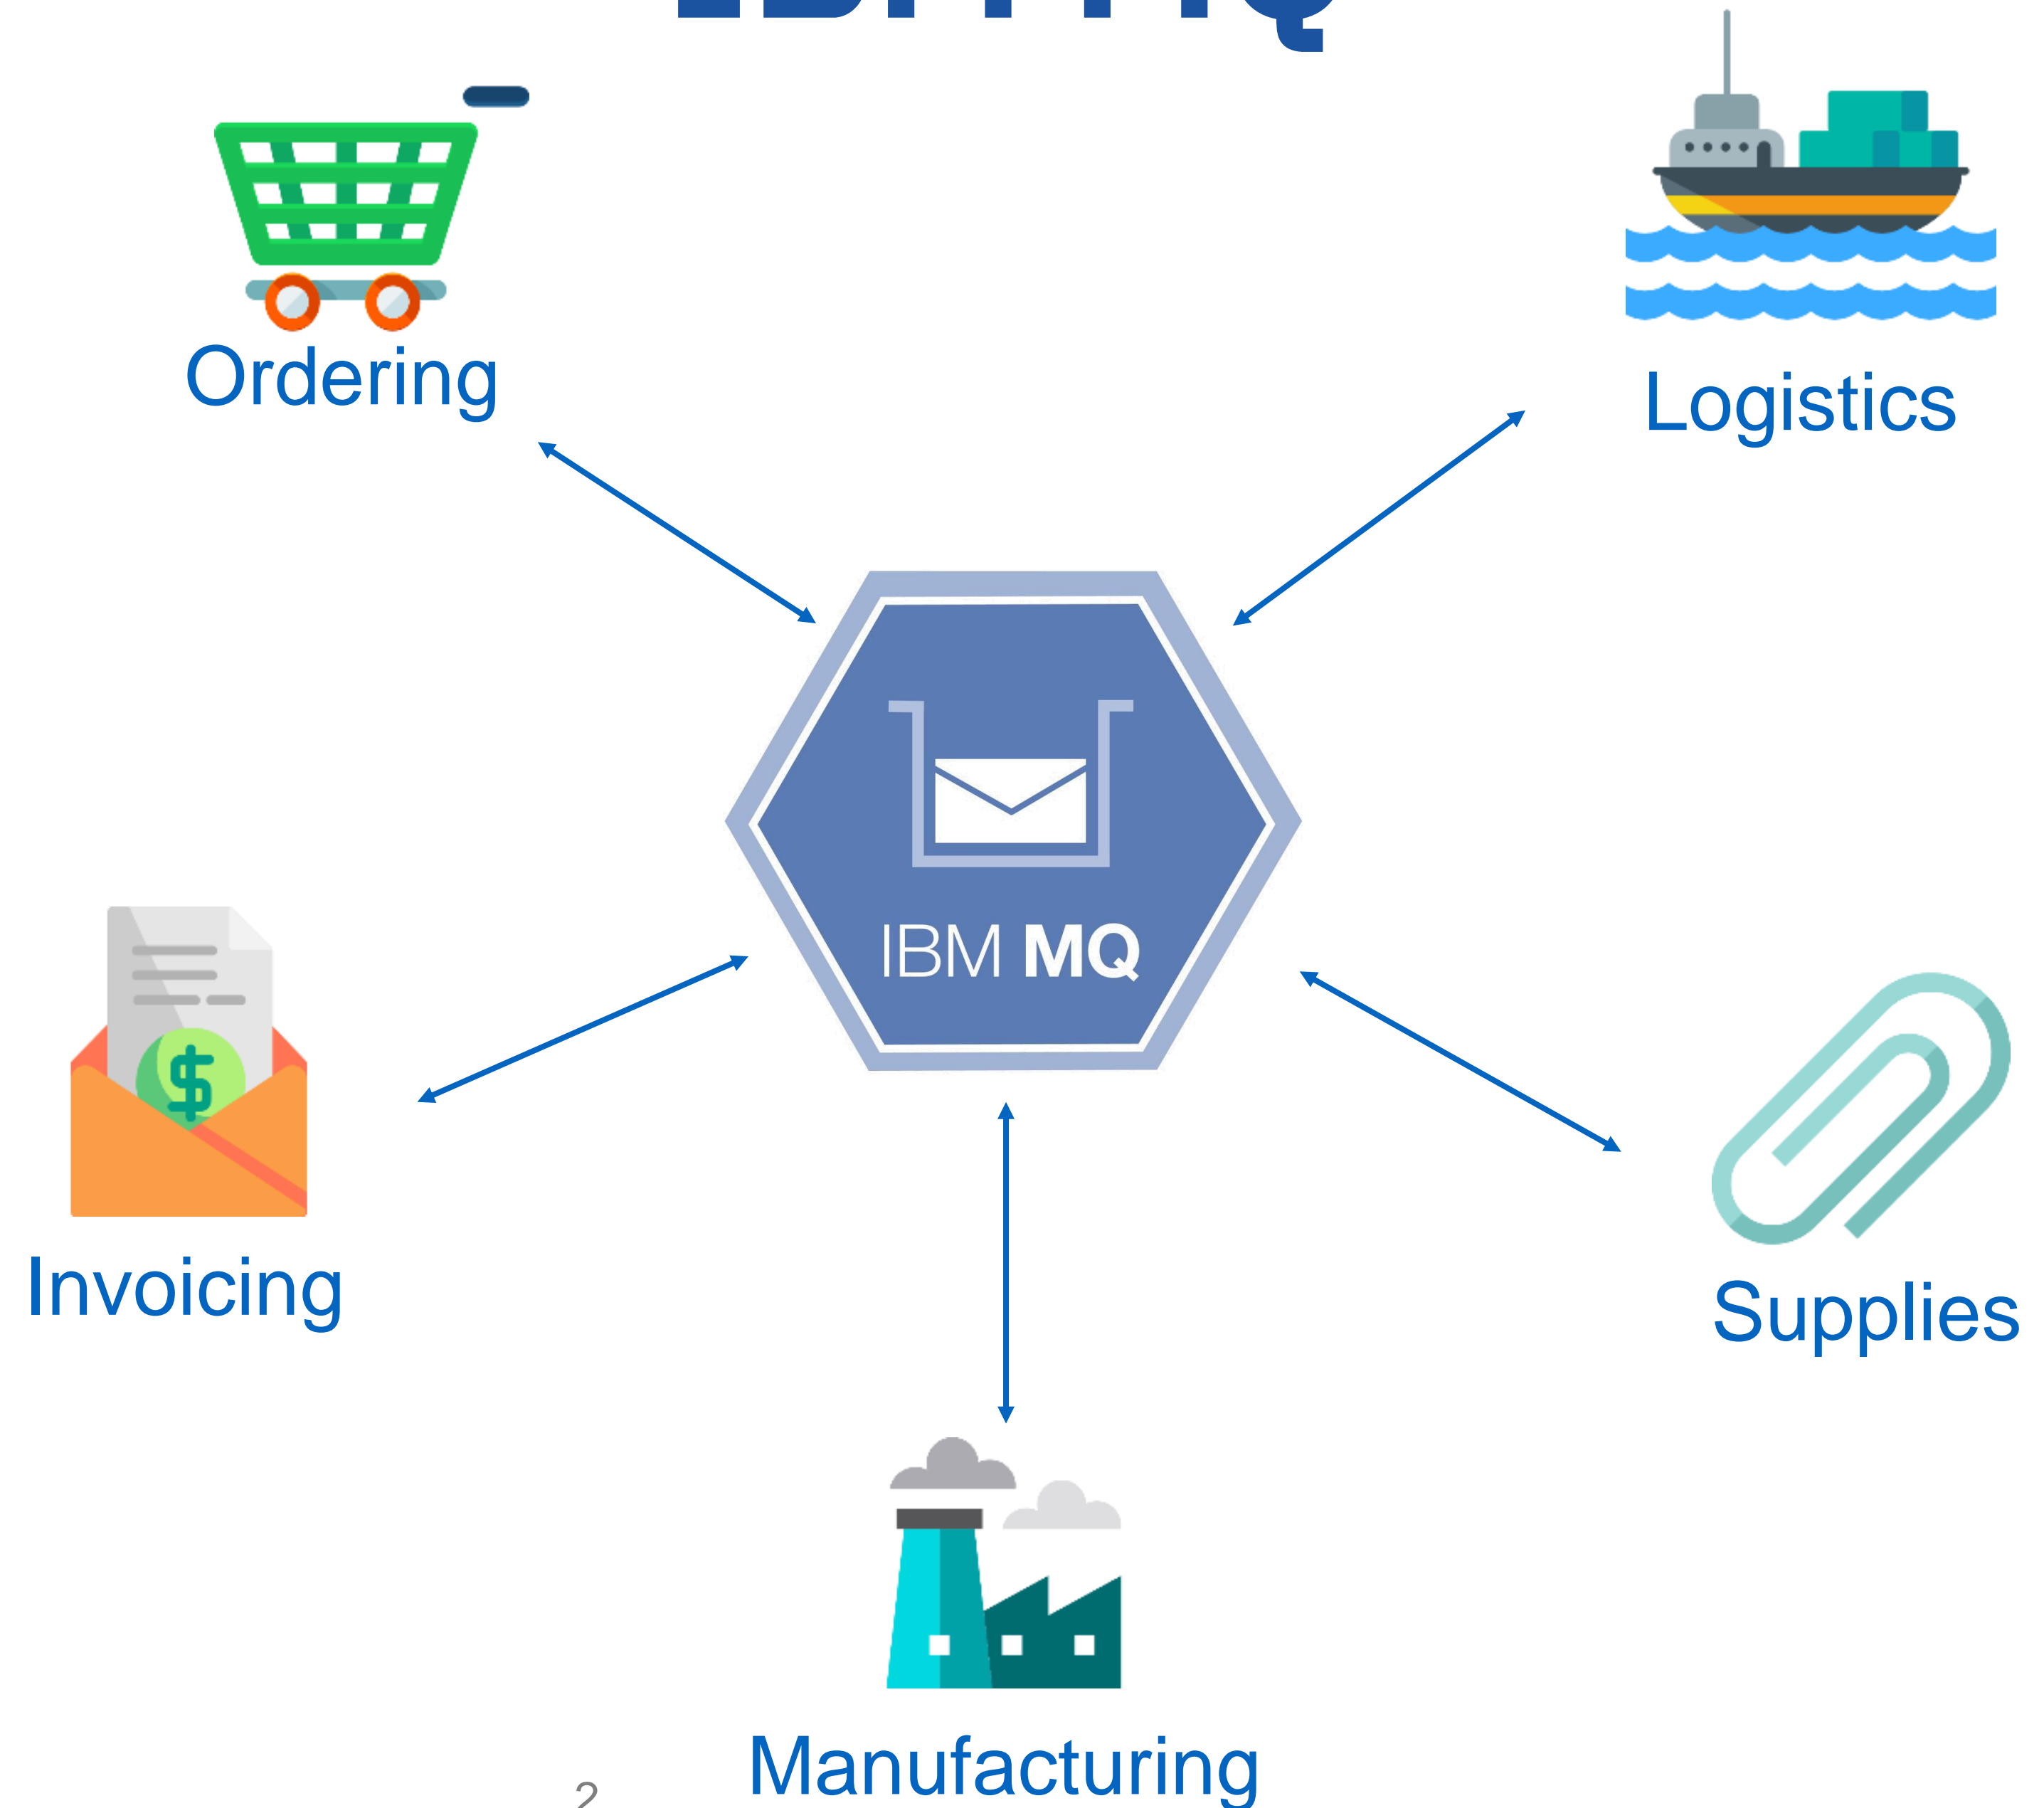 Ordering
Logistics
IBM MQ
Invoicing
Supplies
Manufacturing
2